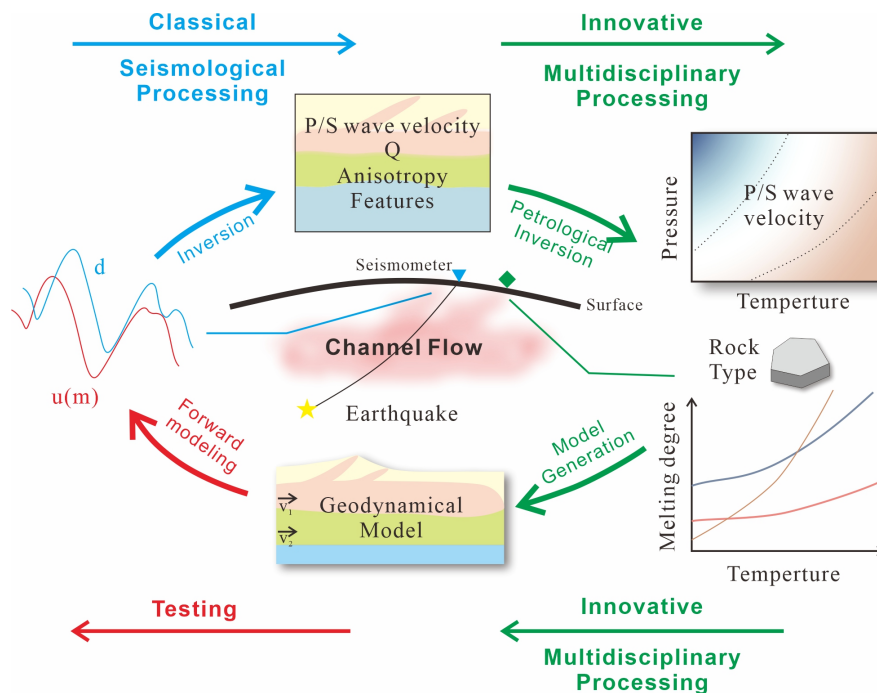 Classical
Seismological
Processing
Innovative
Multidisciplinary
Processing
P/S wave velocity
Q
Anisotropy
Features
Inversion
Petrological
Inversion
Pressure
P/S wave
velocity
Temperture
d
u(m)
Seismometer
Surface
Channel Flow
Earthquake
Rock
Type
Forward
modeling
Model
Generation
Geodynamical
Model
v₁
v₂
Melting degree
Temperture
Testing
Innovative
Multidisciplinary
Processing